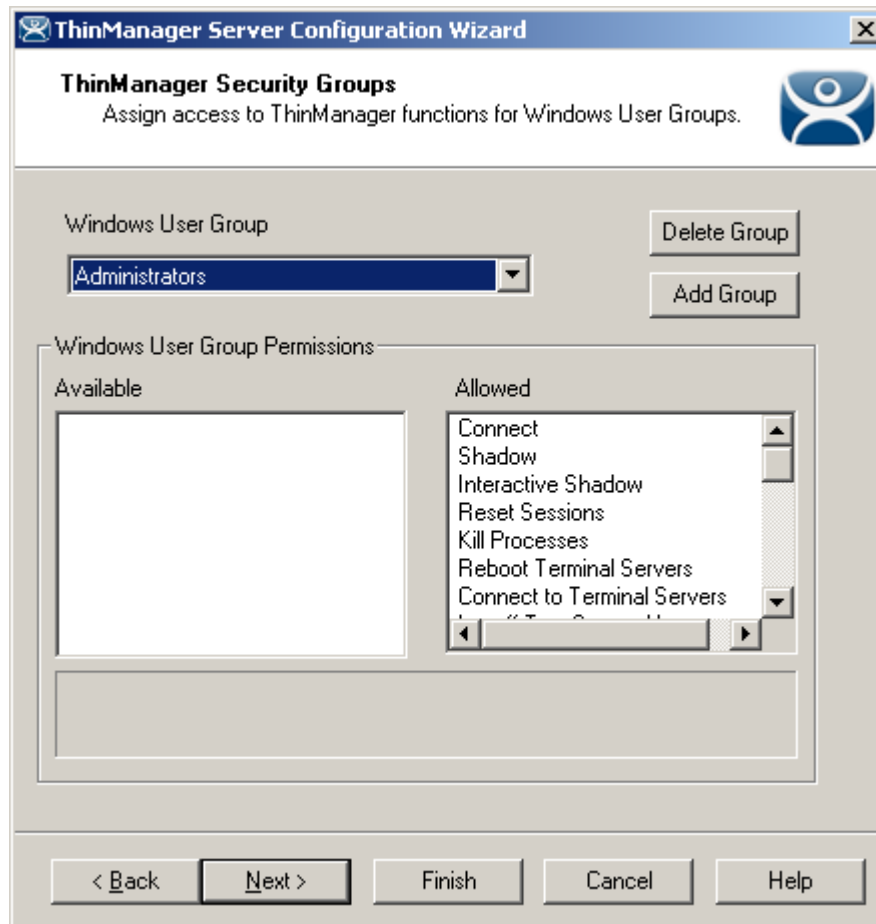 ThinManager Server Configuration Wizard
ThinManager Security Groups
Assign access to ThinManager functions for Windows User Groups.
Windows User Group
Delete Group
Administrators
Add Group
Windows User Group Permissions
Available
Allowed
Connect
Shadow
Interactive Shadow
Reset Sessions
Kill Processes
Reboot Terminal Servers
Connect to Terminal Servers
< Back
Next >
Finish
Cancel
Help